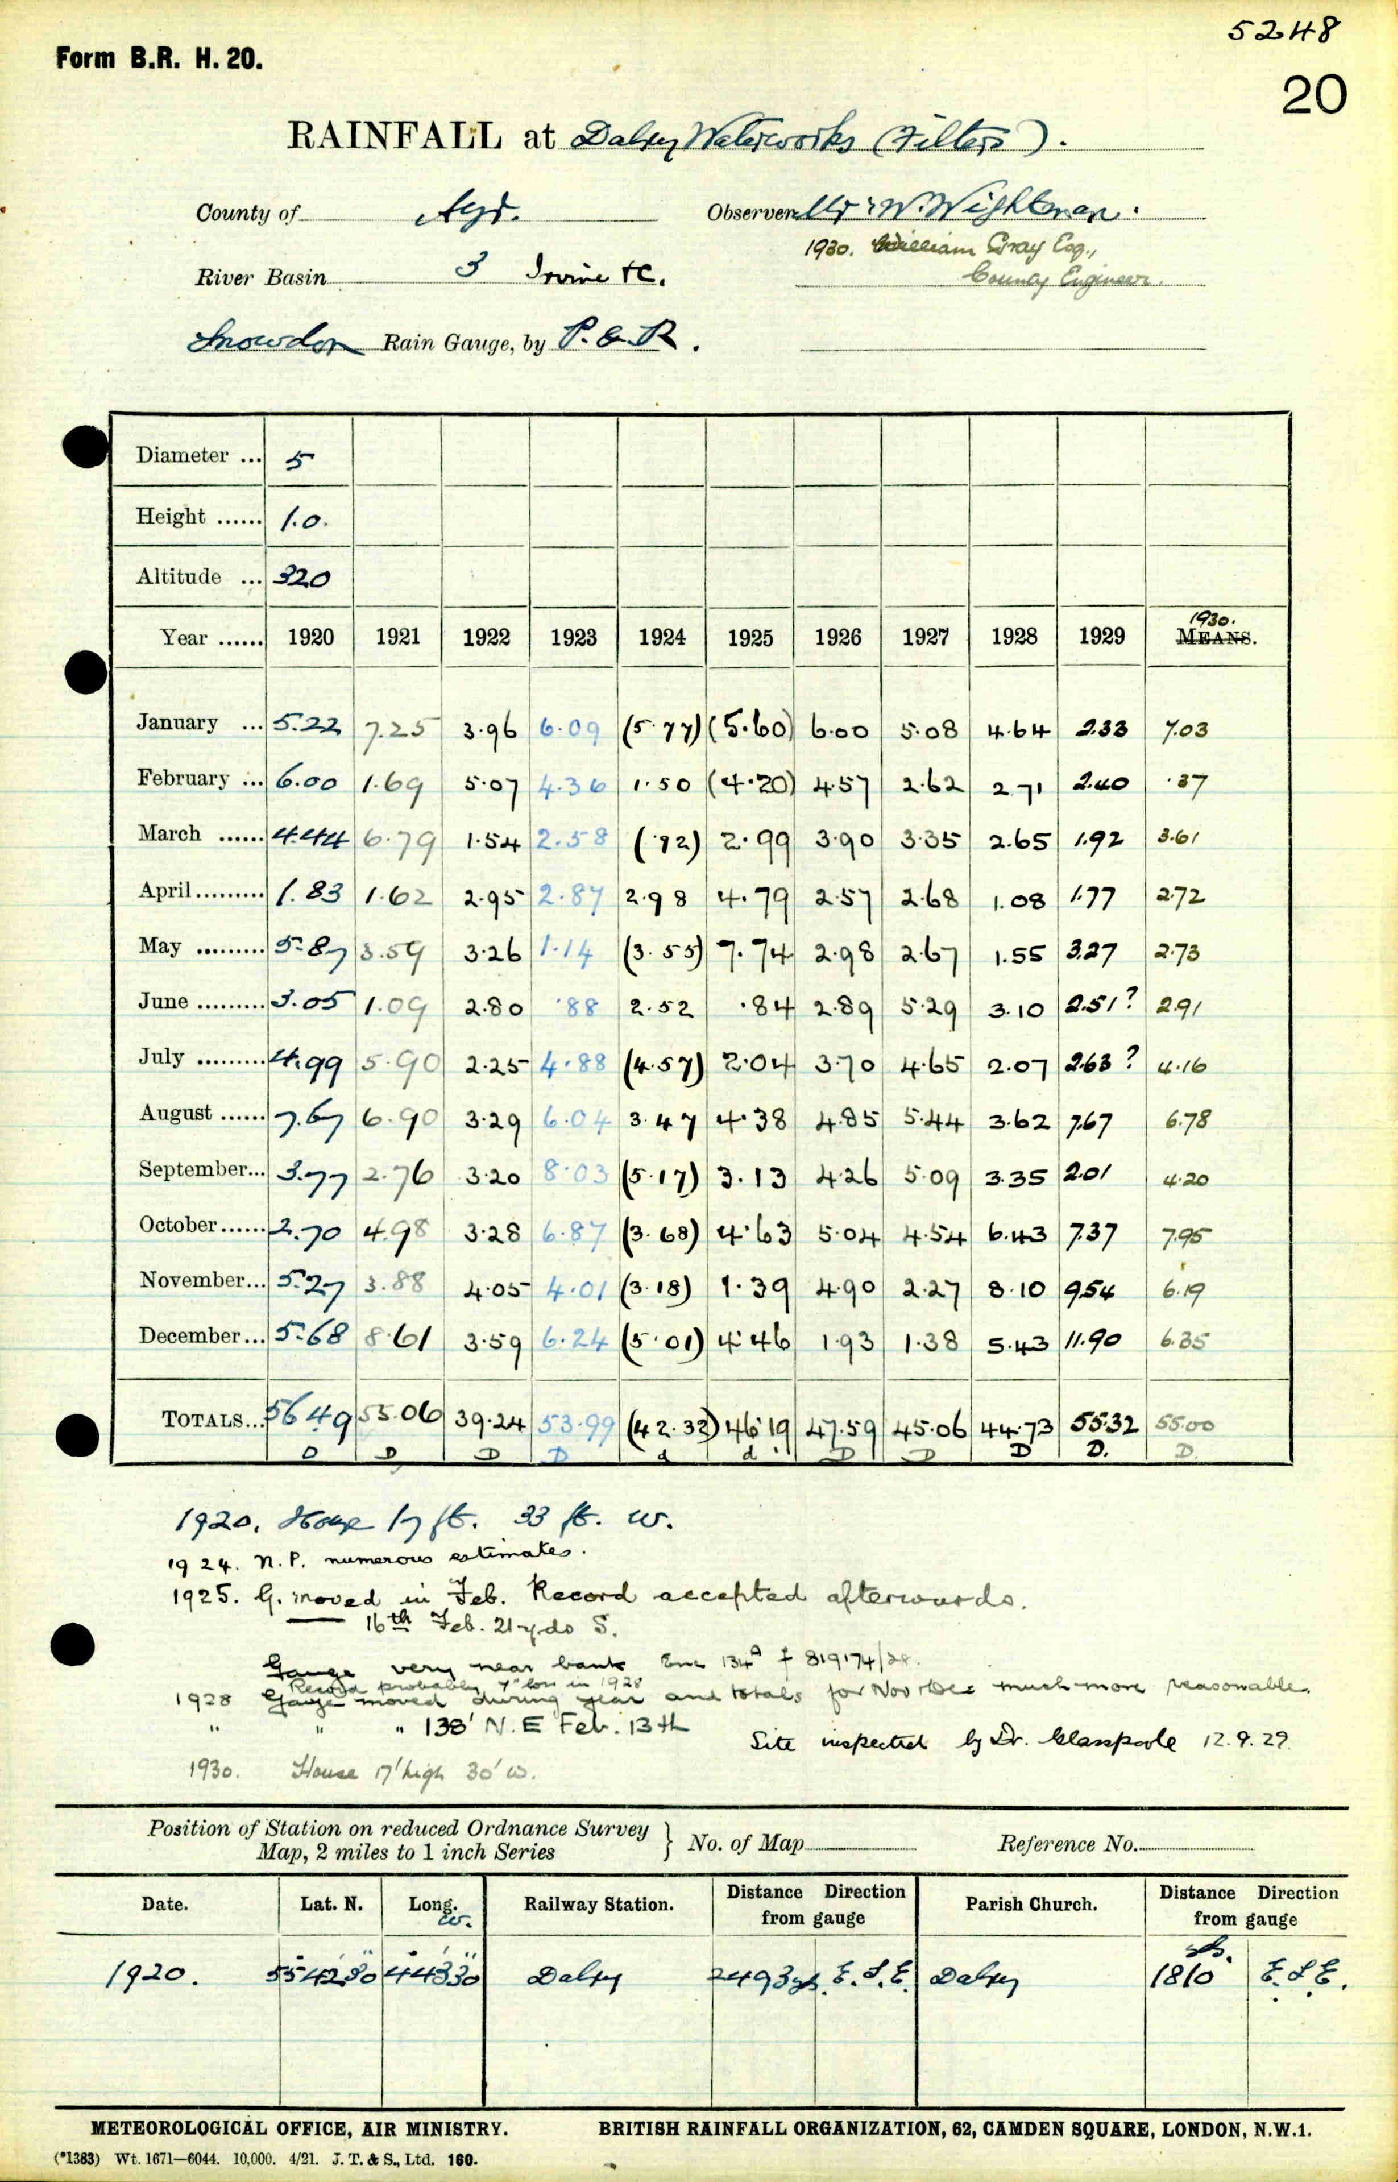 5248
Form B.R. H. 20.
20
RAINFALL at Dalry Waterworks (Filters).
County of Ayr. Observer Mr W. Wightman.
1930. William Gray Esq.,
River Basin 3 Irvine &c. County Engineer.
Snowdon Rain Gauge, by P. & R.
Diameter ... 5
Height ...... 1.0.
Altitude ... 320
1930.
Year ...... 1920 1921 1922 1923 1924 1925 1926 1927 1928 1929 MEANS.
January ... 5.22 7.25 3.96 6.09 (5.77) (5.60) 6.00 5.08 4.64 2.33 7.03
February ... 6.00 1.69 5.07 4.36 1.50 (4.20) 4.57 2.62 2.71 2.40 .37
March ...... 4.44 6.79 1.54 2.58 (.92) 2.99 3.90 3.35 2.65 1.92 3.61
April ......... 1.83 1.62 2.95 2.87 2.98 4.79 2.57 2.68 1.08 1.77 2.72
May ......... 5.87 3.59 3.26 1.14 (3.55) 7.74 2.98 2.67 1.55 3.27 2.73
June ......... 3.05 1.09 2.80 .88 2.52 .84 2.89 5.29 3.10 2.51? 2.91
July ......... 4.99 5.90 2.25 4.88 (4.57) 2.04 3.70 4.65 2.07 2.63? 4.16
August ...... 7.67 6.90 3.29 6.04 3.47 4.38 4.85 5.44 3.62 7.67 6.78
September... 3.77 2.76 3.20 8.03 (5.17) 3.13 4.26 5.09 3.35 2.01 4.20
October...... 2.70 4.98 3.28 6.87 (3.68) 4.63 5.04 4.54 6.43 7.37 7.95
November... 5.27 3.88 4.05 4.01 (3.18) 1.39 4.90 2.27 8.10 9.54 6.19
December... 5.68 8.61 3.59 6.24 (5.01) 4.46 1.93 1.38 5.43 11.90 6.35
TOTALS... 56.49 55.06 39.24 53.99 (42.32) 46.19 47.59 45.06 44.73 55.32 55.00
D D D D d d D D D D. D
1920. House 17 ft. 33 ft. W.
1924. N.P. numerous estimates.
1925. G. moved in Feb. Record accepted afterwards.
16th Feb. 21 yds S.
Gauge very near bank 819174/28.
Record probably in 1928
1928 Gauge moved during year and totals for Nov & Dec much more reasonable.
" " " 138' N.E Feb. 13th
Site inspected by Dr. Glasspoole 12.9.29
1930. House 17' high 30' W.
Position of Station on reduced Ordnance Survey
Map, 2 miles to 1 inch Series } No. of Map Reference No.
Date. Lat. N. Long. W. Railway Station. Distance Direction from gauge Parish Church. Distance Direction from gauge
1920. 55° 42' 30" 4° 43' 30" Dalry 2493 yds. E.S.E. Dalry 1810 yds. E.S.E.
METEOROLOGICAL OFFICE, AIR MINISTRY. BRITISH RAINFALL ORGANIZATION, 62, CAMDEN SQUARE, LONDON, N.W.1.
(*1383) Wt. 1671—6044. 10,000. 4/21. J. T. & S., Ltd. 160.